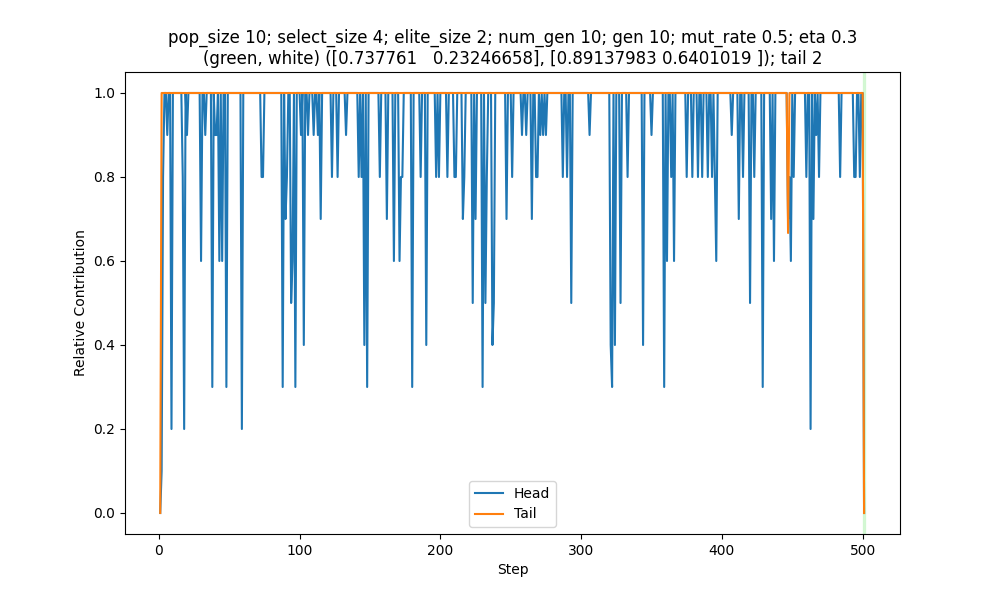 pop_size 10; select_size 4; elite_size 2; num_gen 10; gen 10; mut_rate 0.5; eta 0.3
(green, white) ([0.737761   0.23246658], [0.89137983 0.6401019 ]); tail 2
1.0
0.8
0.6
0.4
0.2
0.0
Relative Contribution
Head
Tail
0
100
200
300
400
500
Step